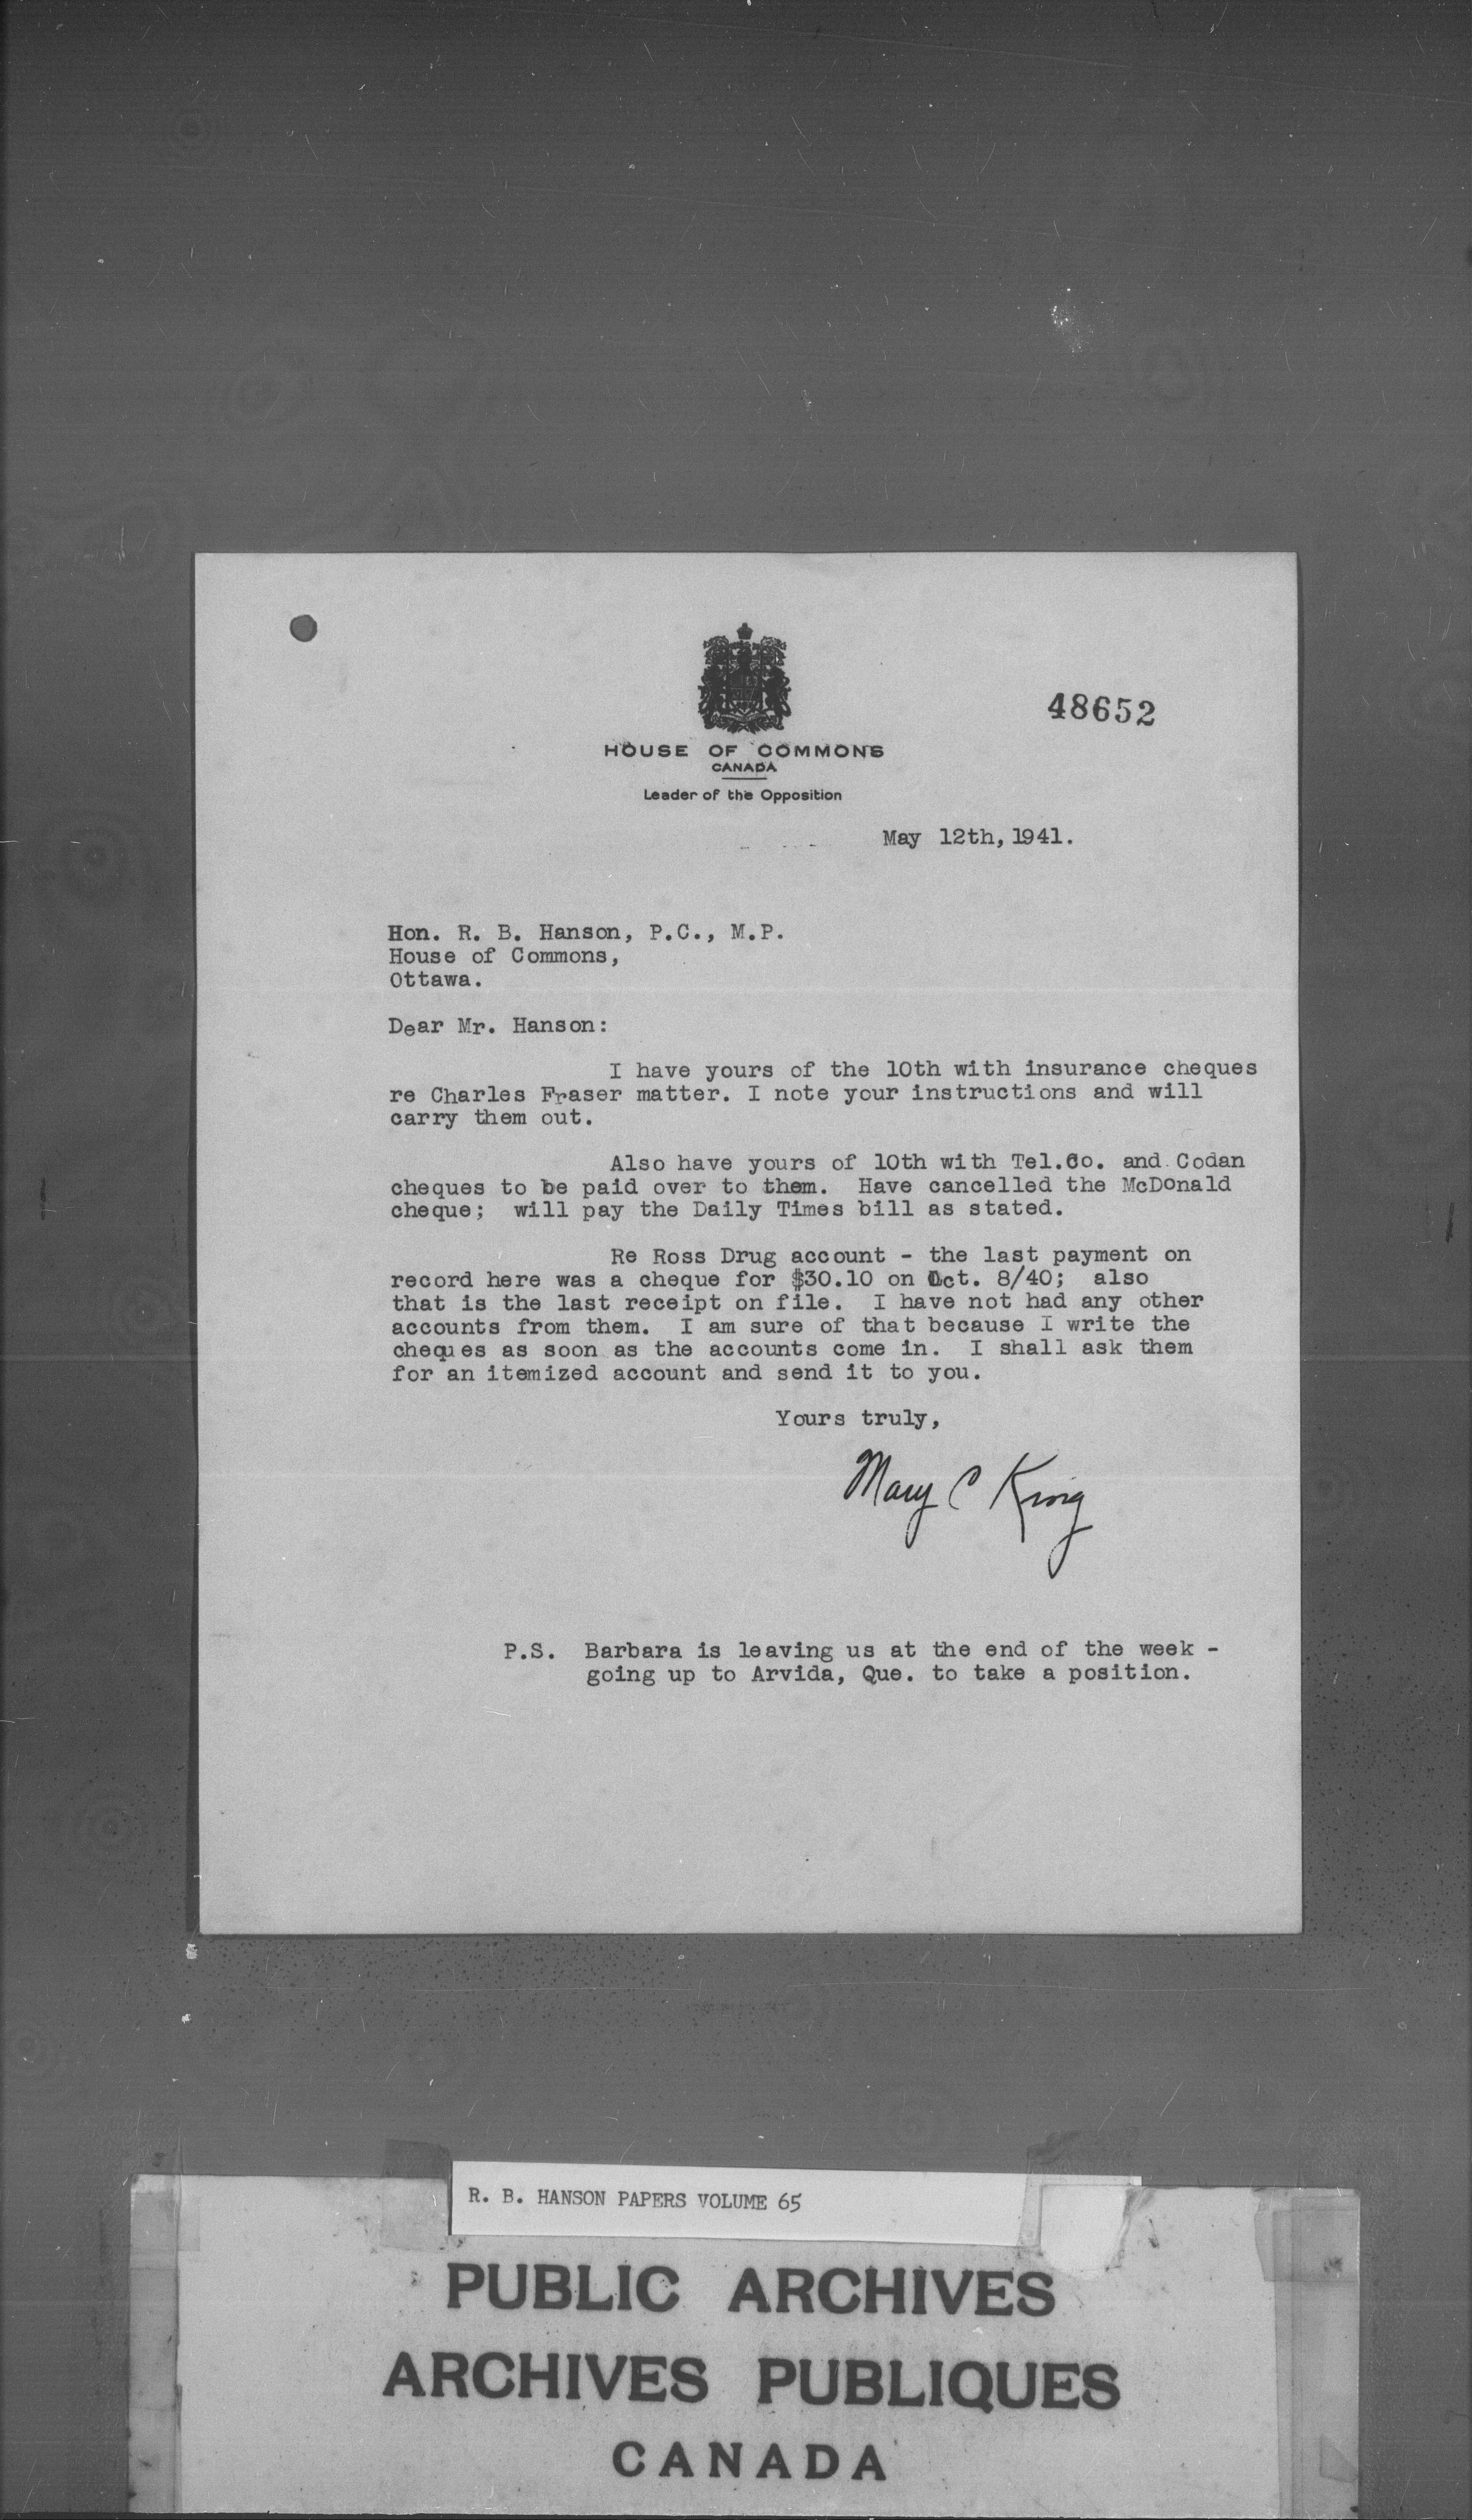 48652
HOUSE OF COMMONS
CANADA
Leader of the Opposition
May 12th, 1941.
Hon. R. B. Hanson, P.C., M.P.
House of Commons,
Ottawa.
Dear Mr. Hanson:
I have yours of the 10th with insurance cheques
re Charles Fraser matter. I note your instructions and will
carry them out.
Also have yours of 10th with Tel.Co. and Codan
cheques to be paid over to them. Have cancelled the McDonald
cheque; will pay the Daily Times bill as stated.
Re Ross Drug account - the last payment on
record here was a cheque for $30.10 on Oct. 8/40; also
that is the last receipt on file. I have not had any other
accounts from them. I am sure of that because I write the
cheques as soon as the accounts come in. I shall ask them
for an itemized account and send it to you.
Yours truly,
Mary C King
P.S. Barbara is leaving us at the end of the week -
going up to Arvida, Que. to take a position.
R. B. HANSON PAPERS VOLUME 65
PUBLIC ARCHIVES
ARCHIVES PUBLIQUES
CANADA